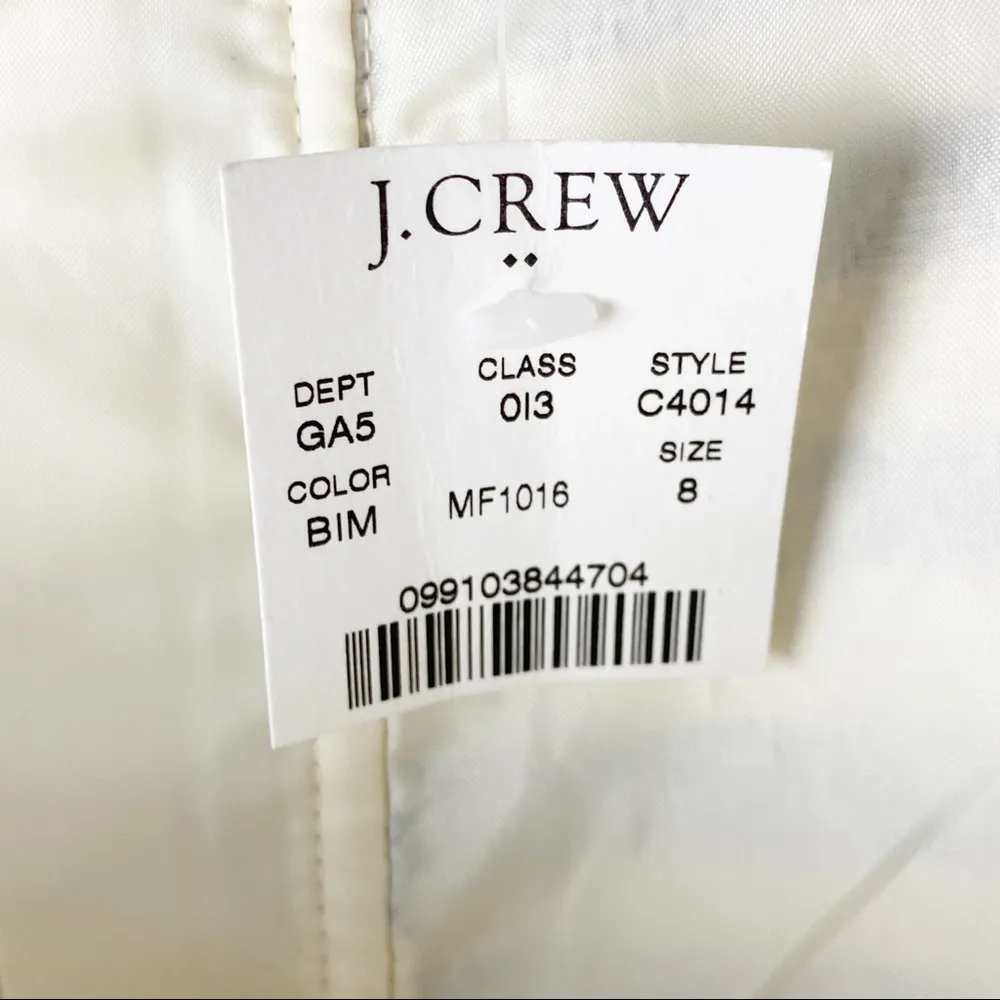 J.CREW
DEPT CLASS STYLE
GA5 013 C4014
COLOR SIZE
BIM MF1016 8
099103844704